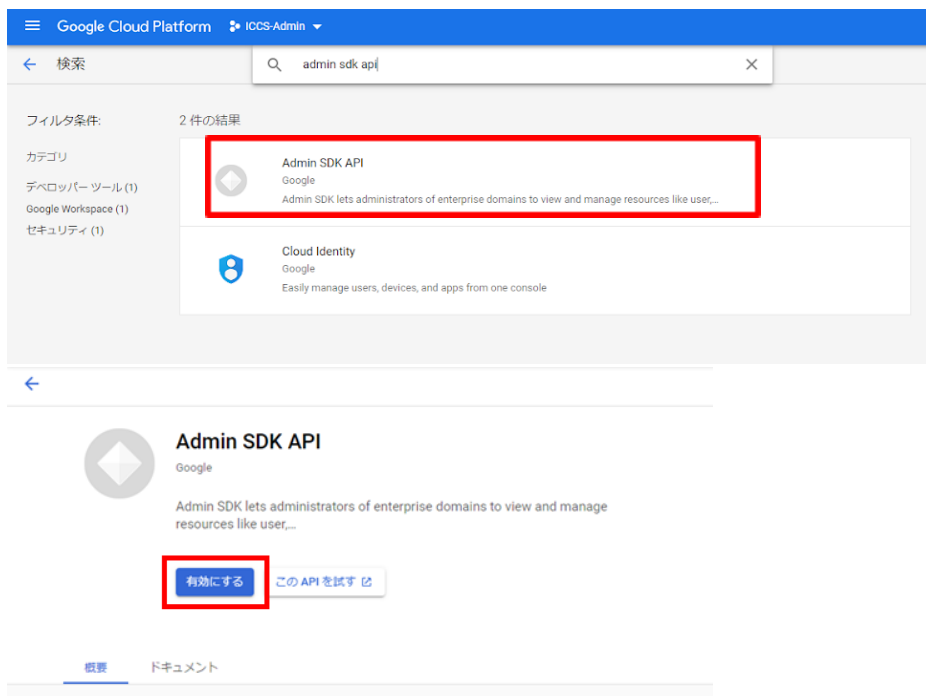 Google Cloud Platform ICCS-Admin
検索
admin sdk api
フィルタ条件:
2 件の結果
カテゴリ
デベロッパー ツール (1)
Google Workspace (1)
セキュリティ (1)
Admin SDK API
Google
Admin SDK lets administrators of enterprise domains to view and manage resources like user,...
Cloud Identity
Google
Easily manage users, devices, and apps from one console
Admin SDK API
Google
Admin SDK lets administrators of enterprise domains to view and manage
resources like user,...
有効にする
この API を試す
概要
ドキュメント